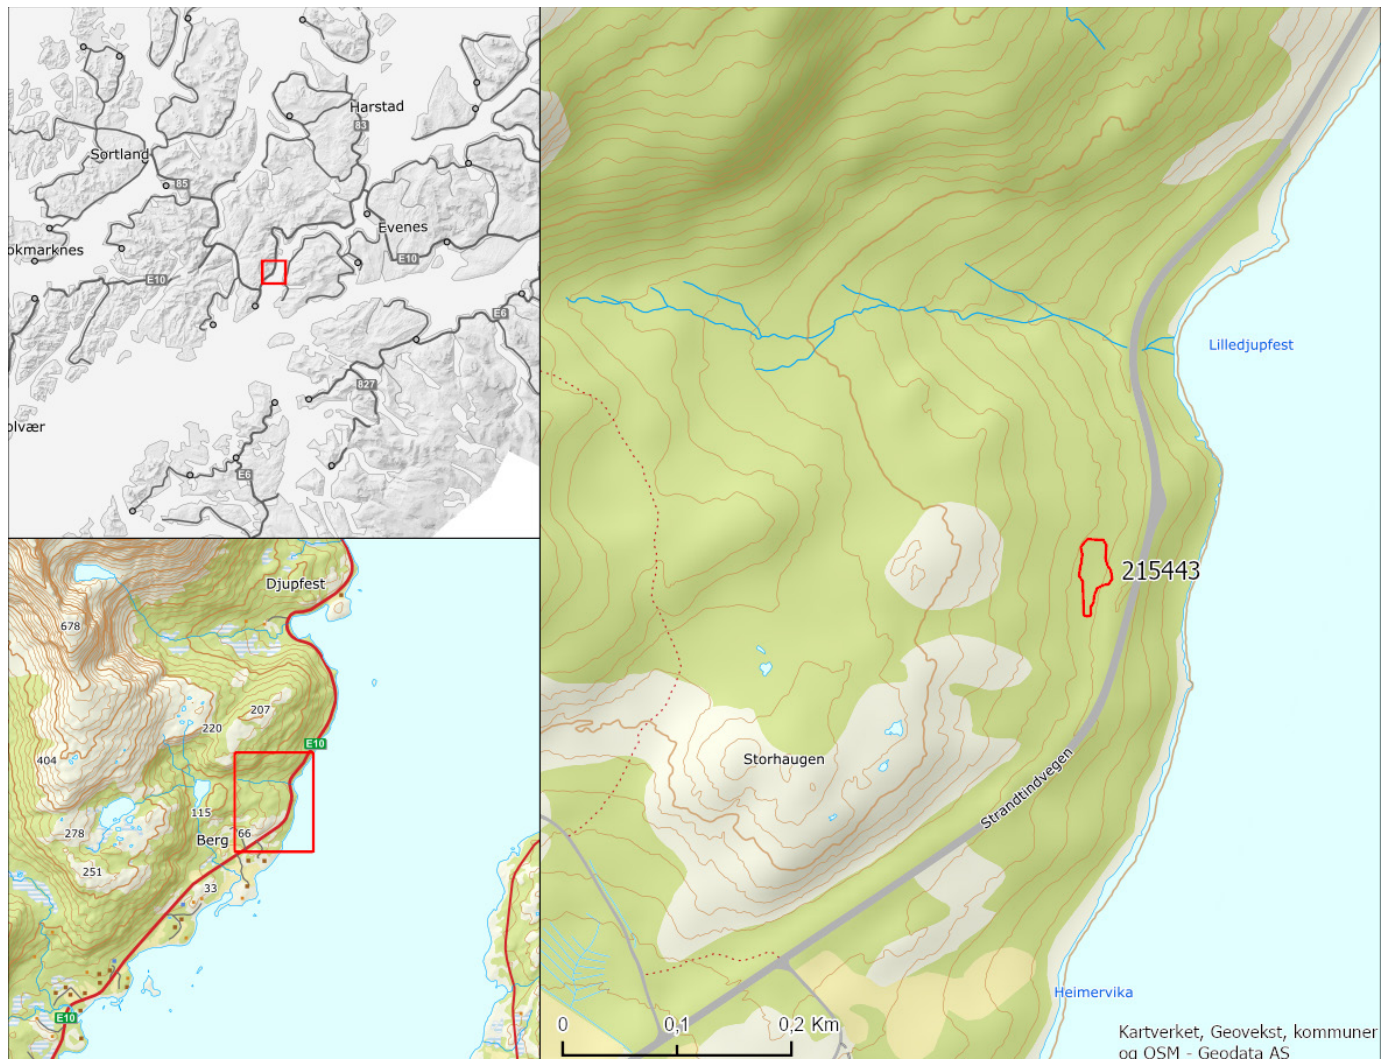 Harstad
83
Sortland
85
Evenes
okmarknes
E10
E10
E6
827
olvær
E6
Djupfest
678
207
220
E10
404
115
278
66
Berg
251
33
E10
Lilledjupfest
215443
Storhaugen
Strandtindvegen
Heimervika
0 0,1 0,2 Km
Kartverket, Geovekst, kommuner
og OSM - Geodata AS